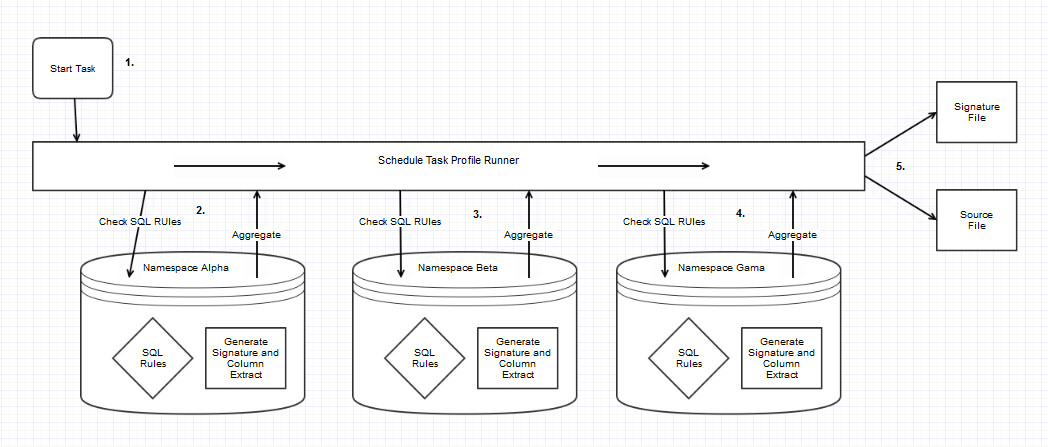 Start Task
1.
Signature
File
Schedule Task Profile Runner
5.
2.
3.
4.
Check SQL RUles
Aggregate
Check SQL RUles
Aggregate
Check SQL RUles
Aggregate
Source
File
Namespace Alpha
Namespace Beta
Namespace Gama
SQL
Rules
Generate
Signature and
Column
Extract
SQL
Rules
Generate
Signature and
Column
Extract
SQL
Rules
Generate
Signature and
Column
Extract